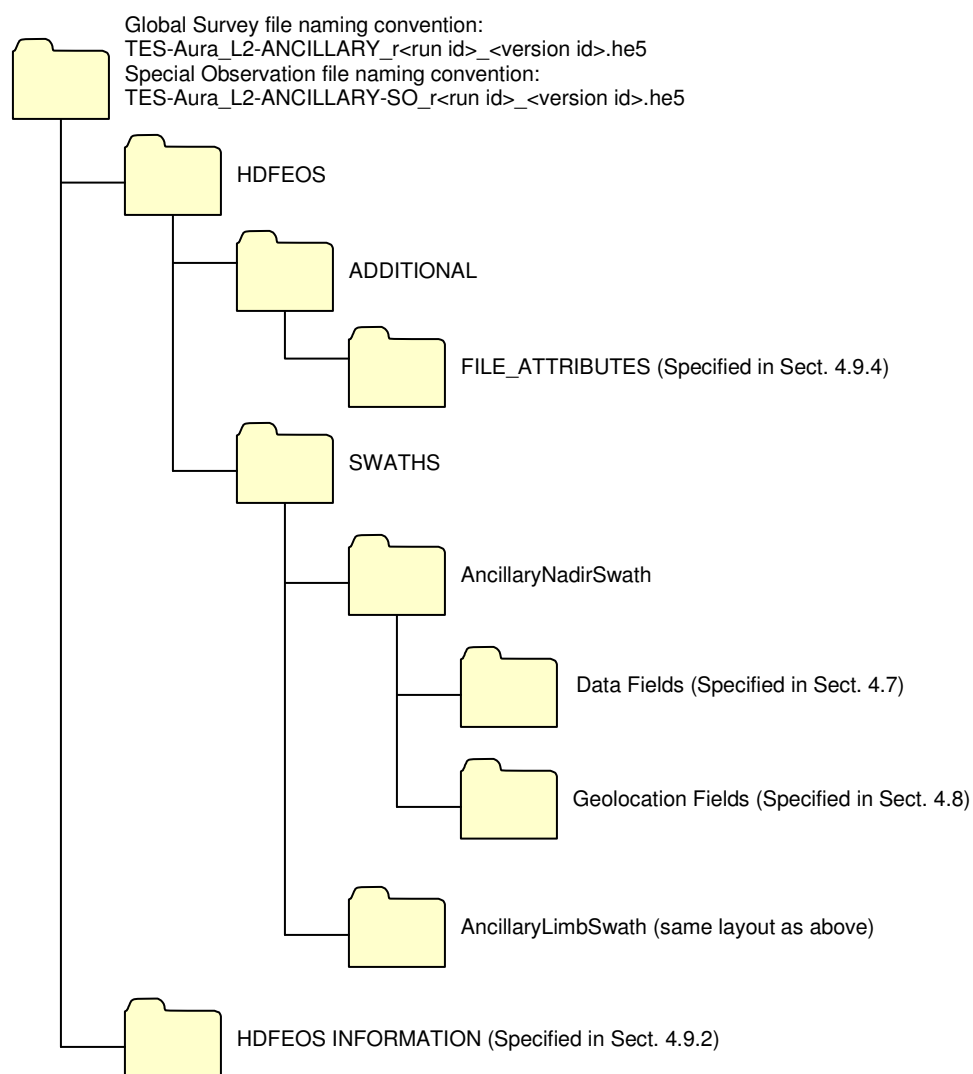 Global Survey file naming convention:
TES-Aura_L2-ANCILLARY_r<run id>_<version id>.he5
Special Observation file naming convention:
TES-Aura_L2-ANCILLARY-SO_r<run id>_<version id>.he5
HDFEOS
ADDITIONAL
FILE_ATTRIBUTES (Specified in Sect. 4.9.4)
SWATHS
AncillaryNadirSwath
Data Fields (Specified in Sect. 4.7)
Geolocation Fields (Specified in Sect. 4.8)
AncillaryLimbSwath (same layout as above)
HDFEOS INFORMATION (Specified in Sect. 4.9.2)